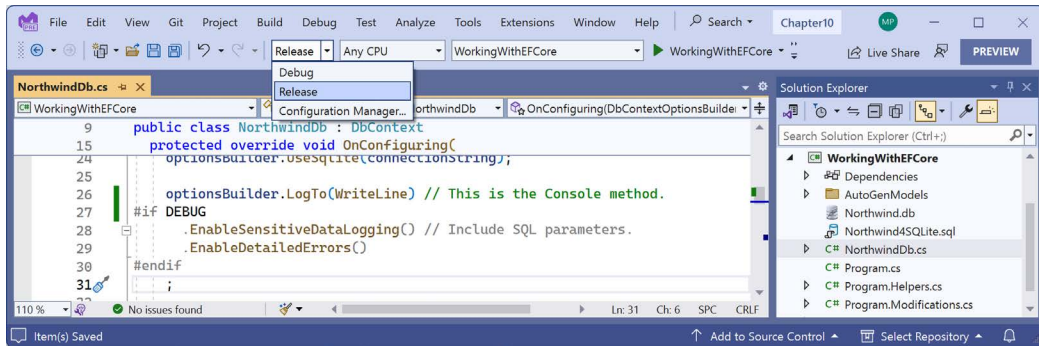 File Edit View Git Project Build Debug Test Analyze Tools Extensions Window Help Search Chapter10 MP
Release Any CPU WorkingWithEFCore WorkingWithEFCore Live Share PREVIEW
Debug
Release
Configuration Manager...
NorthwindDb.cs
C# WorkingWithEFCore orthwindDb OnConfiguring(DbContextOptionsBuilder
9 public class NorthwindDb : DbContext
15 protected override void OnConfiguring(
24 optionsBuilder.UseSqlite(connectionString);
25
26 optionsBuilder.LogTo(WriteLine) // This is the Console method.
27 #if DEBUG
28 .EnableSensitiveDataLogging() // Include SQL parameters.
29 .EnableDetailedErrors()
30 #endif
31 ;
110 % No issues found Ln: 31 Ch: 6 SPC CRLF
Solution Explorer
Search Solution Explorer (Ctrl+;)
C# WorkingWithEFCore
Dependencies
AutoGenModels
Northwind.db
Northwind4SQLite.sql
C# NorthwindDb.cs
C# Program.cs
C# Program.Helpers.cs
C# Program.Modifications.cs
Item(s) Saved Add to Source Control Select Repository